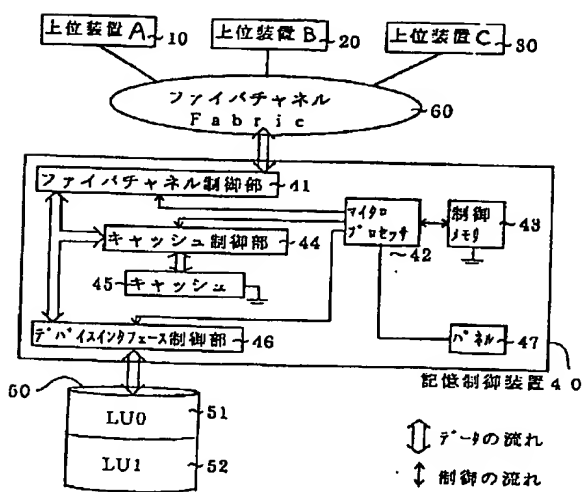 上位装置A 10
上位装置B 20
上位装置C 30
ファイバチャネル
Fabric
60
ファイバチャネル制御部 41
マイクロ
プロセッサ
42
制御
メモリ
43
キャッシュ制御部 44
45 キャッシュ
デバイスインタフェース制御部 46
パネル 47
記憶制御装置40
50
LU0 51
LU1 52
データの流れ
制御の流れ